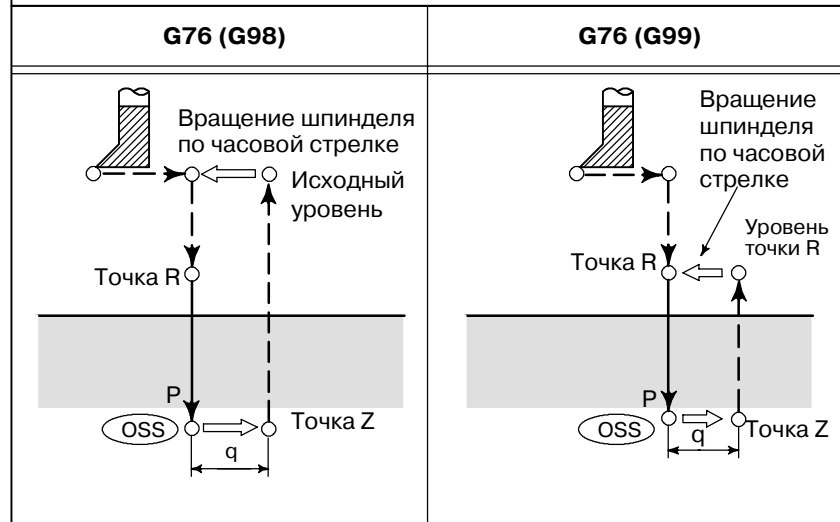 G76 (G98)
G76 (G99)
Вращение шпинделя
по часовой стрелке
Исходный
уровень
Точка R
P
OSS
q
Точка Z
Вращение
шпинделя
по часовой
стрелке
Уровень
точки R
Точка R
P
OSS
q
Точка Z